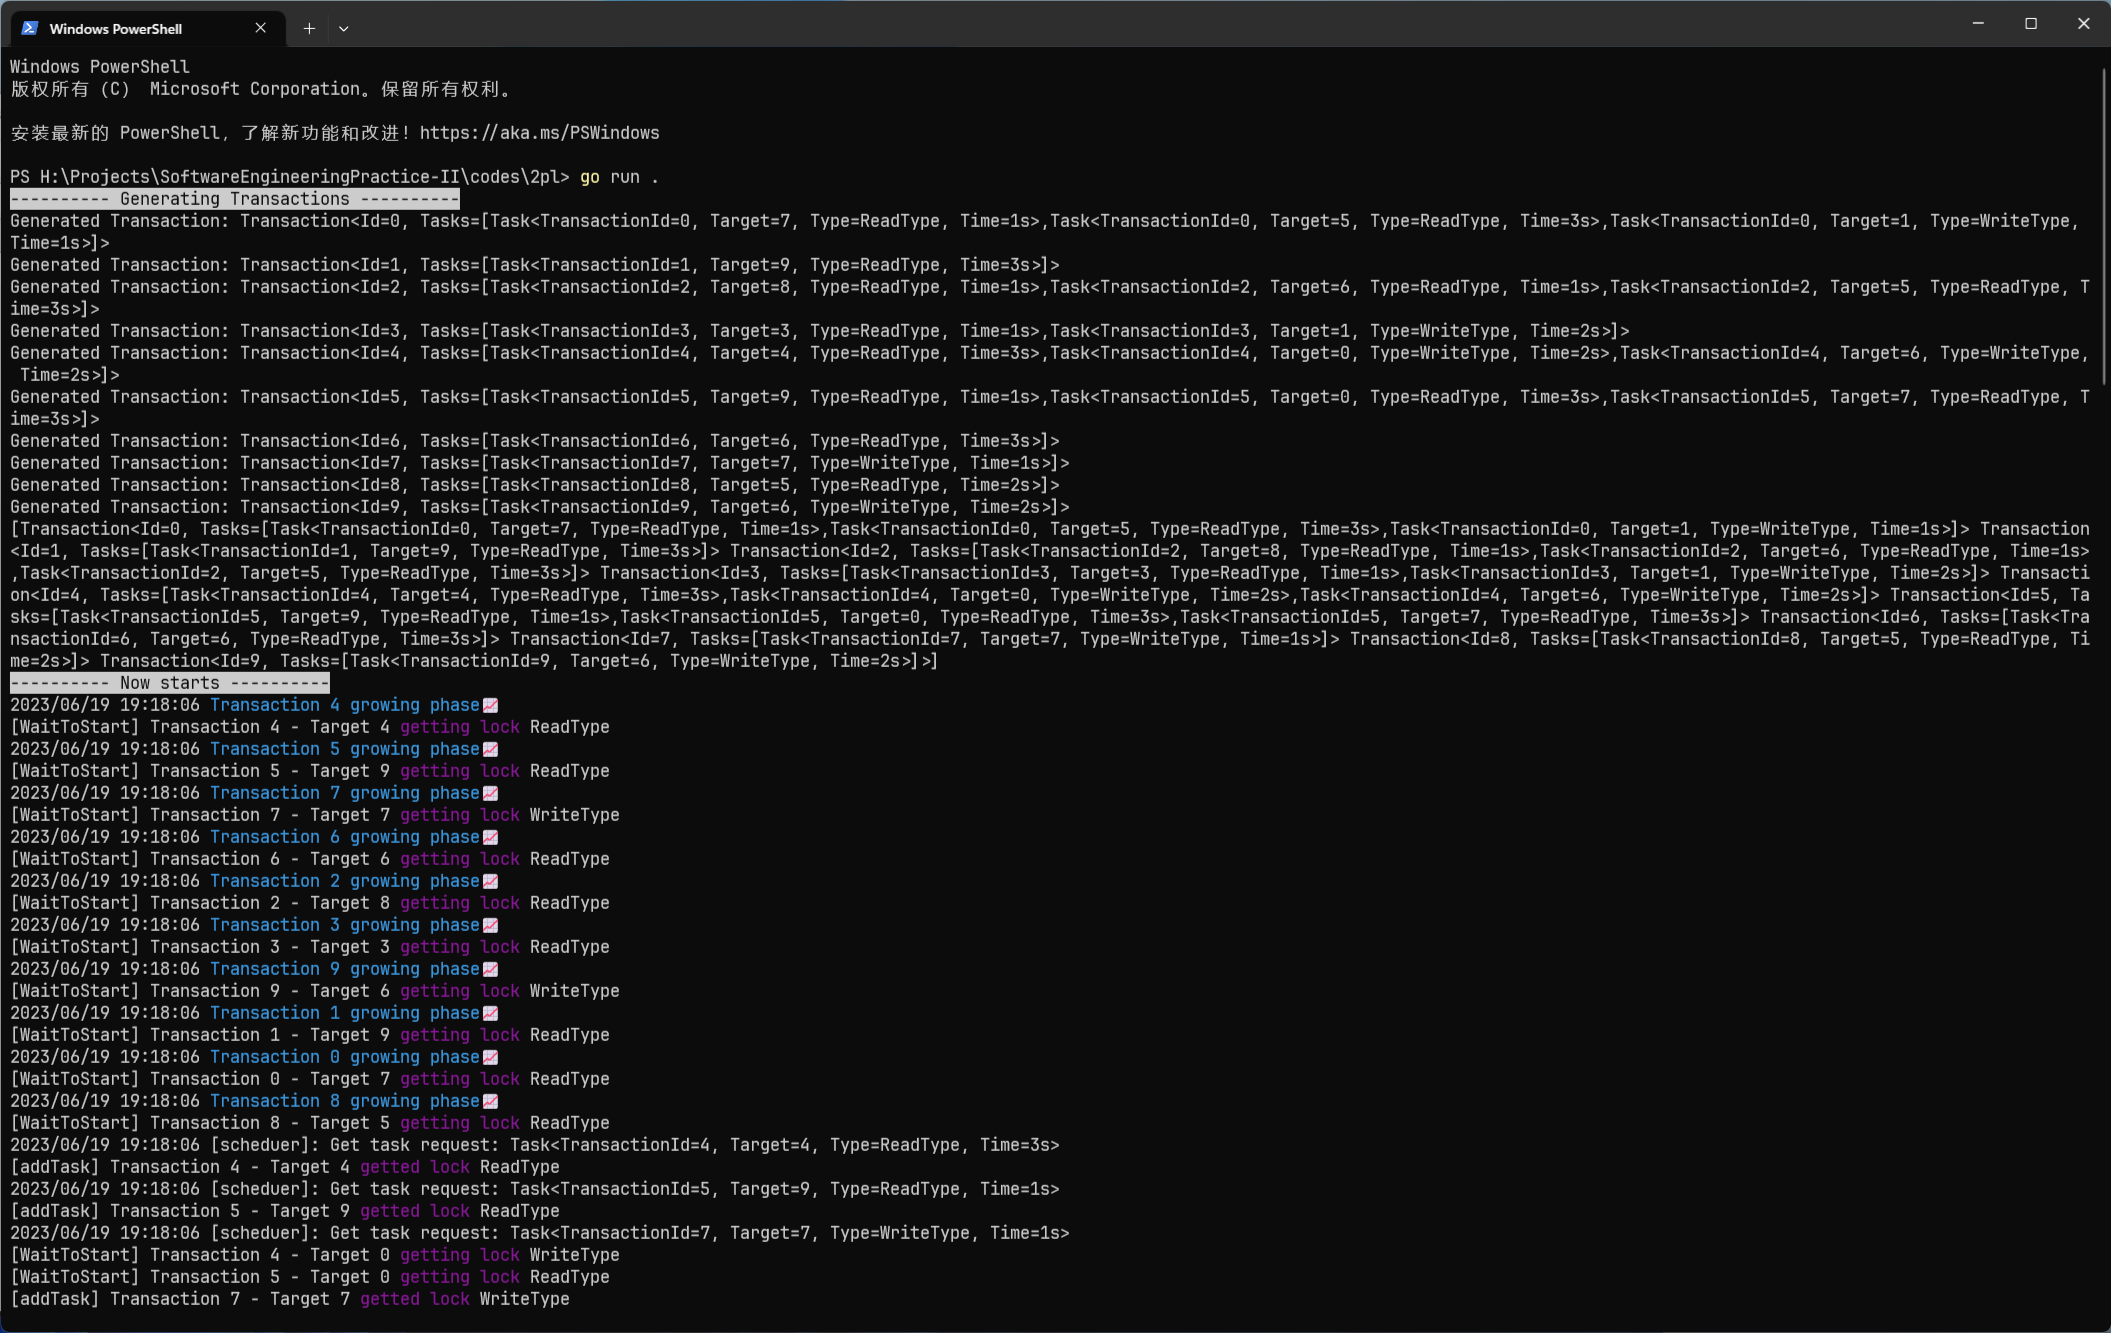 Windows PowerShell
Windows PowerShell
版权所有 (C)  Microsoft Corporation。保留所有权利。
安装最新的 PowerShell，了解新功能和改进！https://aka.ms/PSWindows
PS H:\Projects\SoftwareEngineeringPractice-II\codes\2pl> go run .
---------- Generating Transactions ----------
Generated Transaction: Transaction<Id=0, Tasks=[Task<TransactionId=0, Target=7, Type=ReadType, Time=1s>,Task<TransactionId=0, Target=5, Type=ReadType, Time=3s>,Task<TransactionId=0, Target=1, Type=WriteType,
Time=1s>]>
Generated Transaction: Transaction<Id=1, Tasks=[Task<TransactionId=1, Target=9, Type=ReadType, Time=3s>]>
Generated Transaction: Transaction<Id=2, Tasks=[Task<TransactionId=2, Target=8, Type=ReadType, Time=1s>,Task<TransactionId=2, Target=6, Type=ReadType, Time=1s>,Task<TransactionId=2, Target=5, Type=ReadType, T
ime=3s>]>
Generated Transaction: Transaction<Id=3, Tasks=[Task<TransactionId=3, Target=3, Type=ReadType, Time=1s>,Task<TransactionId=3, Target=1, Type=WriteType, Time=2s>]>
Generated Transaction: Transaction<Id=4, Tasks=[Task<TransactionId=4, Target=4, Type=ReadType, Time=3s>,Task<TransactionId=4, Target=0, Type=WriteType, Time=2s>,Task<TransactionId=4, Target=6, Type=WriteType,
 Time=2s>]>
Generated Transaction: Transaction<Id=5, Tasks=[Task<TransactionId=5, Target=9, Type=ReadType, Time=1s>,Task<TransactionId=5, Target=0, Type=ReadType, Time=3s>,Task<TransactionId=5, Target=7, Type=ReadType, T
ime=3s>]>
Generated Transaction: Transaction<Id=6, Tasks=[Task<TransactionId=6, Target=6, Type=ReadType, Time=3s>]>
Generated Transaction: Transaction<Id=7, Tasks=[Task<TransactionId=7, Target=7, Type=WriteType, Time=1s>]>
Generated Transaction: Transaction<Id=8, Tasks=[Task<TransactionId=8, Target=5, Type=ReadType, Time=2s>]>
Generated Transaction: Transaction<Id=9, Tasks=[Task<TransactionId=9, Target=6, Type=WriteType, Time=2s>]>
[Transaction<Id=0, Tasks=[Task<TransactionId=0, Target=7, Type=ReadType, Time=1s>,Task<TransactionId=0, Target=5, Type=ReadType, Time=3s>,Task<TransactionId=0, Target=1, Type=WriteType, Time=1s>]> Transaction
<Id=1, Tasks=[Task<TransactionId=1, Target=9, Type=ReadType, Time=3s>]> Transaction<Id=2, Tasks=[Task<TransactionId=2, Target=8, Type=ReadType, Time=1s>,Task<TransactionId=2, Target=6, Type=ReadType, Time=1s>
,Task<TransactionId=2, Target=5, Type=ReadType, Time=3s>]> Transaction<Id=3, Tasks=[Task<TransactionId=3, Target=3, Type=ReadType, Time=1s>,Task<TransactionId=3, Target=1, Type=WriteType, Time=2s>]> Transacti
on<Id=4, Tasks=[Task<TransactionId=4, Target=4, Type=ReadType, Time=3s>,Task<TransactionId=4, Target=0, Type=WriteType, Time=2s>,Task<TransactionId=4, Target=6, Type=WriteType, Time=2s>]> Transaction<Id=5, Ta
sks=[Task<TransactionId=5, Target=9, Type=ReadType, Time=1s>,Task<TransactionId=5, Target=0, Type=ReadType, Time=3s>,Task<TransactionId=5, Target=7, Type=ReadType, Time=3s>]> Transaction<Id=6, Tasks=[Task<Tra
nsactionId=6, Target=6, Type=ReadType, Time=3s>]> Transaction<Id=7, Tasks=[Task<TransactionId=7, Target=7, Type=WriteType, Time=1s>]> Transaction<Id=8, Tasks=[Task<TransactionId=8, Target=5, Type=ReadType, Ti
me=2s>]> Transaction<Id=9, Tasks=[Task<TransactionId=9, Target=6, Type=WriteType, Time=2s>]>]
---------- Now starts ----------
2023/06/19 19:18:06 Transaction 4 growing phase📈
[WaitToStart] Transaction 4 - Target 4 getting lock ReadType
2023/06/19 19:18:06 Transaction 5 growing phase📈
[WaitToStart] Transaction 5 - Target 9 getting lock ReadType
2023/06/19 19:18:06 Transaction 7 growing phase📈
[WaitToStart] Transaction 7 - Target 7 getting lock WriteType
2023/06/19 19:18:06 Transaction 6 growing phase📈
[WaitToStart] Transaction 6 - Target 6 getting lock ReadType
2023/06/19 19:18:06 Transaction 2 growing phase📈
[WaitToStart] Transaction 2 - Target 8 getting lock ReadType
2023/06/19 19:18:06 Transaction 3 growing phase📈
[WaitToStart] Transaction 3 - Target 3 getting lock ReadType
2023/06/19 19:18:06 Transaction 9 growing phase📈
[WaitToStart] Transaction 9 - Target 6 getting lock WriteType
2023/06/19 19:18:06 Transaction 1 growing phase📈
[WaitToStart] Transaction 1 - Target 9 getting lock ReadType
2023/06/19 19:18:06 Transaction 0 growing phase📈
[WaitToStart] Transaction 0 - Target 7 getting lock ReadType
2023/06/19 19:18:06 Transaction 8 growing phase📈
[WaitToStart] Transaction 8 - Target 5 getting lock ReadType
2023/06/19 19:18:06 [scheduer]: Get task request: Task<TransactionId=4, Target=4, Type=ReadType, Time=3s>
[addTask] Transaction 4 - Target 4 getted lock ReadType
2023/06/19 19:18:06 [scheduer]: Get task request: Task<TransactionId=5, Target=9, Type=ReadType, Time=1s>
[addTask] Transaction 5 - Target 9 getted lock ReadType
2023/06/19 19:18:06 [scheduer]: Get task request: Task<TransactionId=7, Target=7, Type=WriteType, Time=1s>
[WaitToStart] Transaction 4 - Target 0 getting lock WriteType
[WaitToStart] Transaction 5 - Target 0 getting lock ReadType
[addTask] Transaction 7 - Target 7 getted lock WriteType